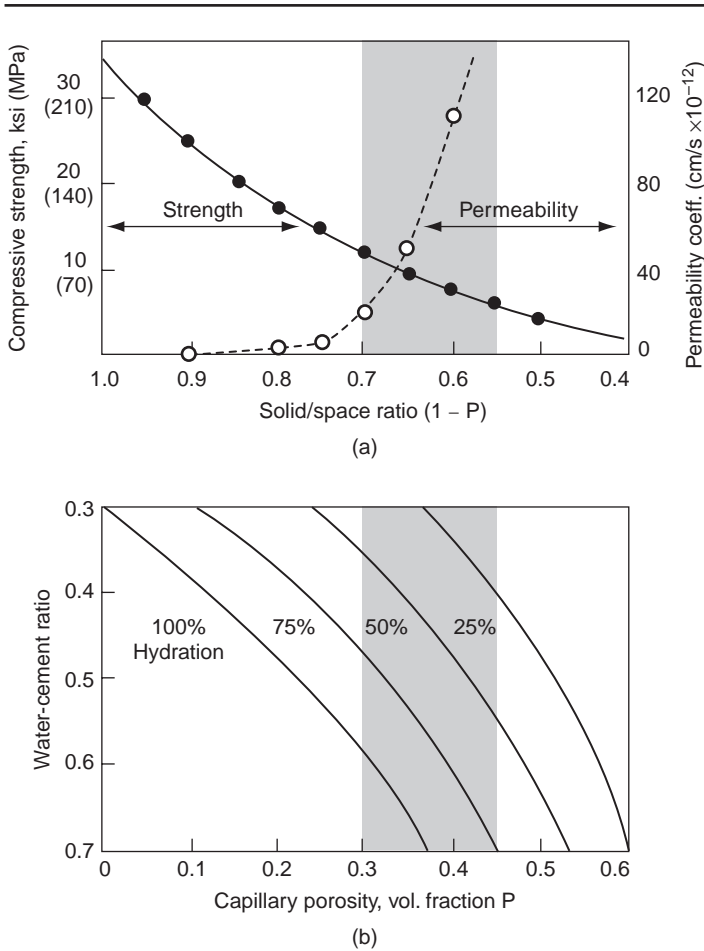 Compressive strength, ksi (MPa)
30
(210)
20
(140)
10
(70)
Strength
Permeability
120
80
40
0
Permeability coeff. (cm/s ×10−12)
1.0 0.9 0.8 0.7 0.6 0.5 0.4
Solid/space ratio (1 – P)
(a)
Water-cement ratio
0.3
0.4
0.5
0.6
0.7
100%
Hydration
75%
50%
25%
0 0.1 0.2 0.3 0.4 0.5 0.6
Capillary porosity, vol. fraction P
(b)